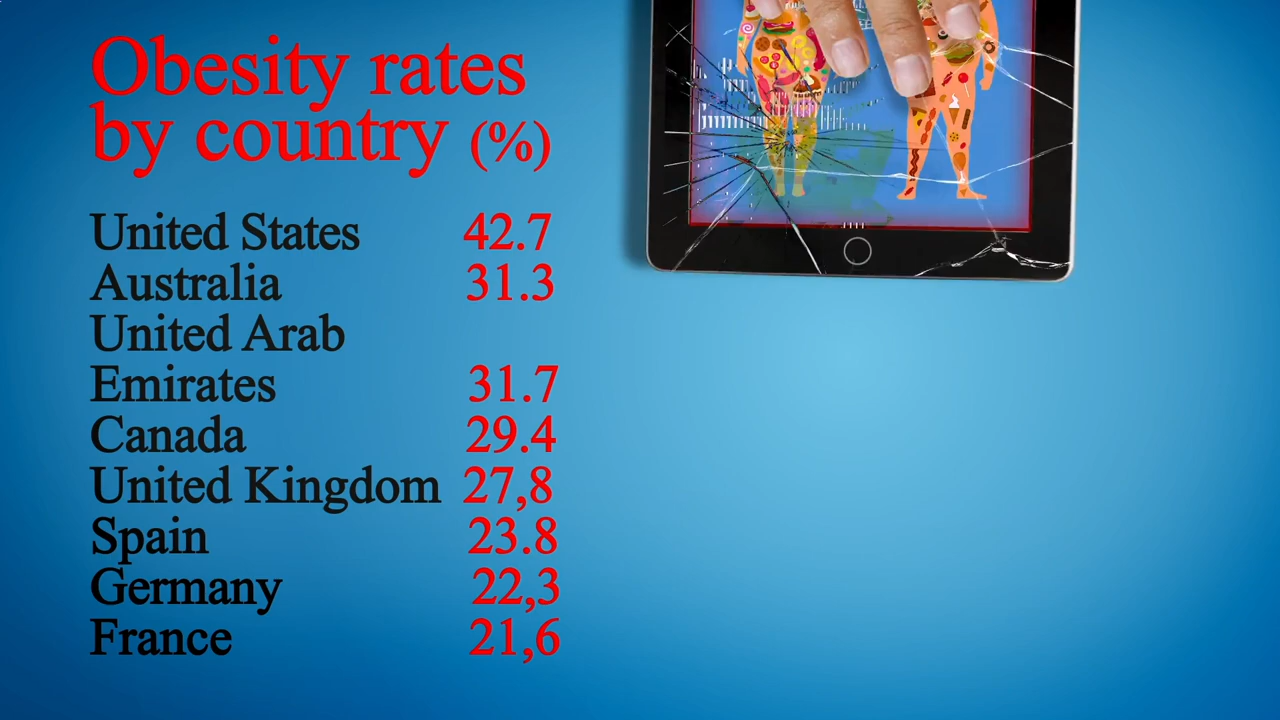 Obesity rates
by country (%)
United States 42.7
Australia 31.3
United Arab
Emirates 31.7
Canada 29.4
United Kingdom 27,8
Spain 23.8
Germany 22,3
France 21,6